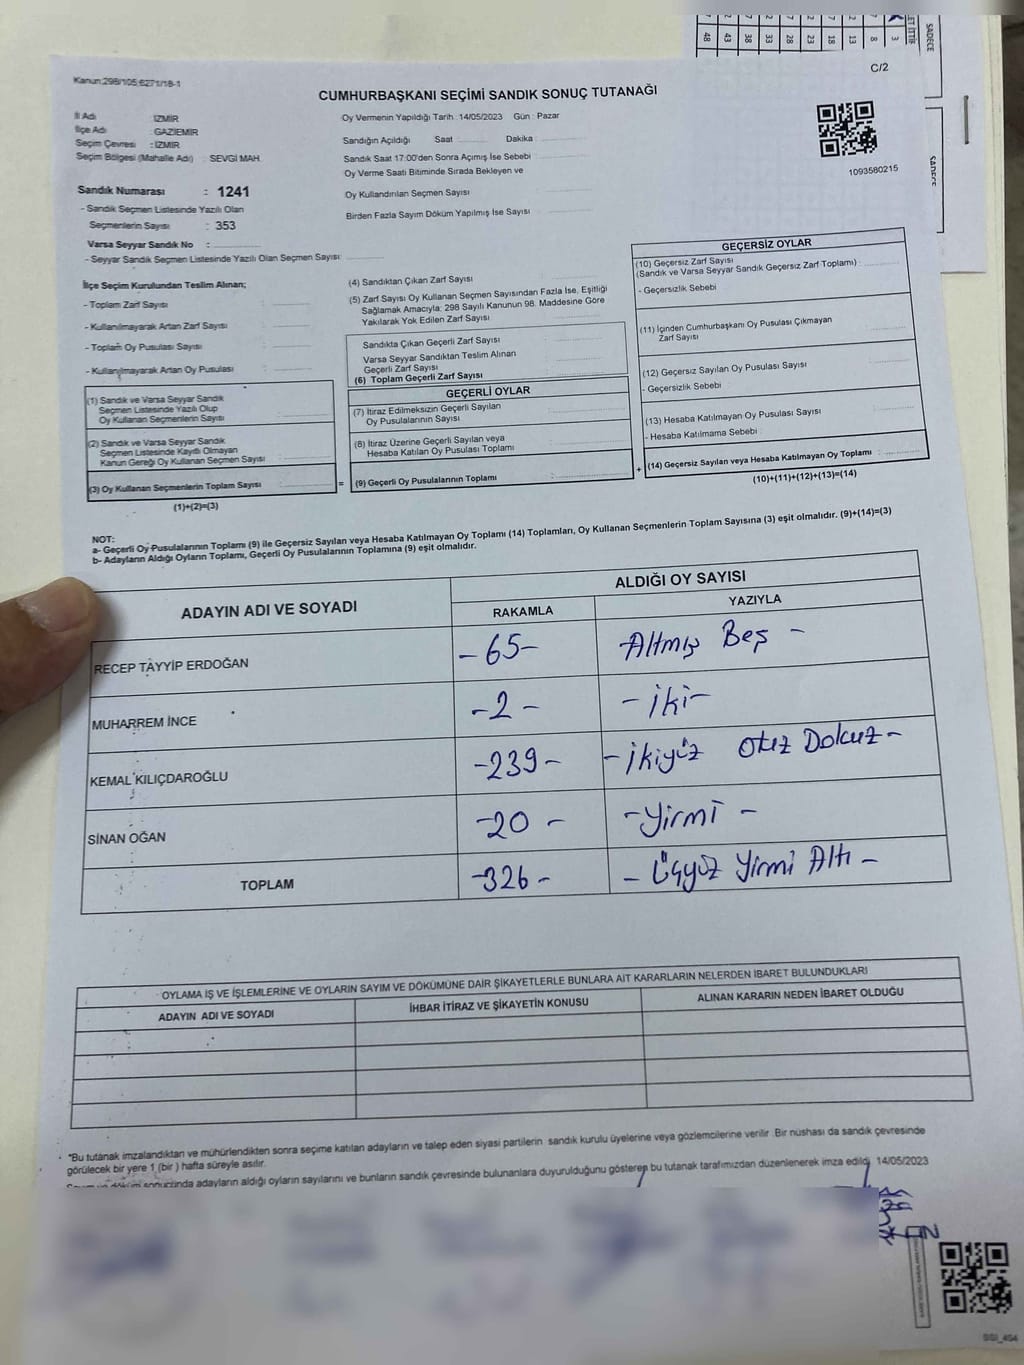 SADECE
ET İTTİF
3
8
13
18
23
28
33
38
43
48
SADECE
C/2
Kanun:298/105;6271/18-1
CUMHURBAŞKANI SEÇİMİ SANDIK SONUÇ TUTANAĞI
İl Adı İZMİR
İlçe Adı : GAZİEMİR
Seçim Çevresi : İZMİR
Seçim Bölgesi (Mahalle Adı) : SEVGİ MAH.
Oy Vermenin Yapıldığı Tarih : 14/05/2023 Gün : Pazar
Sandığın Açıldığı Saat Dakika
Sandık Saat 17:00'den Sonra Açımış İse Sebebi
Oy Verme Saati Bitiminde Sırada Bekleyen ve
Oy Kullandırılan Seçmen Sayısı
Birden Fazla Sayım Döküm Yapılmış İse Sayısı
1093580215
Sandık Numarası : 1241
- Sandık Seçmen Listesinde Yazılı Olan
Seçmenlerin Sayısı : 353
Varsa Seyyar Sandık No :
- Seyyar Sandık Seçmen Listesinde Yazılı Olan Seçmen Sayısı:
İlçe Seçim Kurulundan Teslim Alınan;
- Toplam Zarf Sayısı
- Kullanılmayarak Artan Zarf Sayısı
- Toplam Oy Pusulası Sayısı
- Kullanılmayarak Artan Oy Pusulası
(1) Sandık ve Varsa Seyyar Sandık
Seçmen Listesinde Yazılı Olup
Oy Kullanan Seçmenlerin Sayısı
(2) Sandık ve Varsa Seyyar Sandık
Seçmen Listesinde Kayıtlı Olmayan
Kanun Gereği Oy Kullanan Seçmen Sayısı
(3) Oy Kullanan Seçmenlerin Toplam Sayısı
(1)+(2)=(3)
(4) Sandıktan Çıkan Zarf Sayısı
(5) Zarf Sayısı Oy Kullanan Seçmen Sayısından Fazla İse, Eşitliği
Sağlamak Amacıyla; 298 Sayılı Kanunun 98. Maddesine Göre
Yakılarak Yok Edilen Zarf Sayısı
Sandıkta Çıkan Geçerli Zarf Sayısı
Varsa Seyyar Sandıktan Teslim Alınan
Geçerli Zarf Sayısı
(6) Toplam Geçerli Zarf Sayısı
GEÇERLİ OYLAR
(7) İtiraz Edilmeksizin Geçerli Sayılan
Oy Pusulalarının Sayısı
(8) İtiraz Üzerine Geçerli Sayılan veya
Hesaba Katılan Oy Pusulası Toplamı
= (9) Geçerli Oy Pusulalarının Toplamı
GEÇERSİZ OYLAR
(10) Geçersiz Zarf Sayısı
(Sandık ve Varsa Seyyar Sandık Geçersiz Zarf Toplamı) :
- Geçersizlik Sebebi
(11) İçinden Cumhurbaşkanı Oy Pusulası Çıkmayan
Zarf Sayısı
(12) Geçersiz Sayılan Oy Pusulası Sayısı
- Geçersizlik Sebebi
(13) Hesaba Katılmayan Oy Pusulası Sayısı
- Hesaba Katılmama Sebebi
+ (14) Geçersiz Sayılan veya Hesaba Katılmayan Oy Toplamı :
(10)+(11)+(12)+(13)=(14)
NOT:
a- Geçerli Oy Pusulalarının Toplamı (9) ile Geçersiz Sayılan veya Hesaba Katılmayan Oy Toplamı (14) Toplamları, Oy Kullanan Seçmenlerin Toplam Sayısına (3) eşit olmalıdır. (9)+(14)=(3)
b- Adayların Aldığı Oyların Toplamı, Geçerli Oy Pusulalarının Toplamına (9) eşit olmalıdır.
ADAYIN ADI VE SOYADI
ALDIĞI OY SAYISI
RAKAMLA
YAZIYLA
RECEP TAYYİP ERDOĞAN -65- Altmış Beş -
MUHARREM İNCE -2- -iki-
KEMAL KILIÇDAROĞLU -239- -ikiyüz otuz Dokuz-
SİNAN OĞAN -20- -Yirmi-
TOPLAM -326- -Üçyüz Yirmi Altı-
OYLAMA İŞ VE İŞLEMLERİNE VE OYLARIN SAYIM VE DÖKÜMÜNE DAİR ŞİKAYETLERLE BUNLARA AİT KARARLARIN NELERDEN İBARET BULUNDUKLARI
ADAYIN ADI VE SOYADI
İHBAR İTİRAZ VE ŞİKAYETİN KONUSU
ALINAN KARARIN NEDEN İBARET OLDUĞU
*Bu tutanak imzalandıktan ve mühürlendikten sonra seçime katılan adayların ve talep eden siyasi partilerin sandık kurulu üyelerine veya gözlemcilerine verilir. Bir nüshası da sandık çevresinde
görülecek bir yere 1 (bir ) hafta süreyle asılır.
Sayım ve döküm sonucunda adayların aldığı oyların sayılarını ve bunların sandık çevresinde bulunanlara duyurulduğunu gösteren bu tutanak tarafımızdan düzenlenerek imza edildi. 14/05/2023